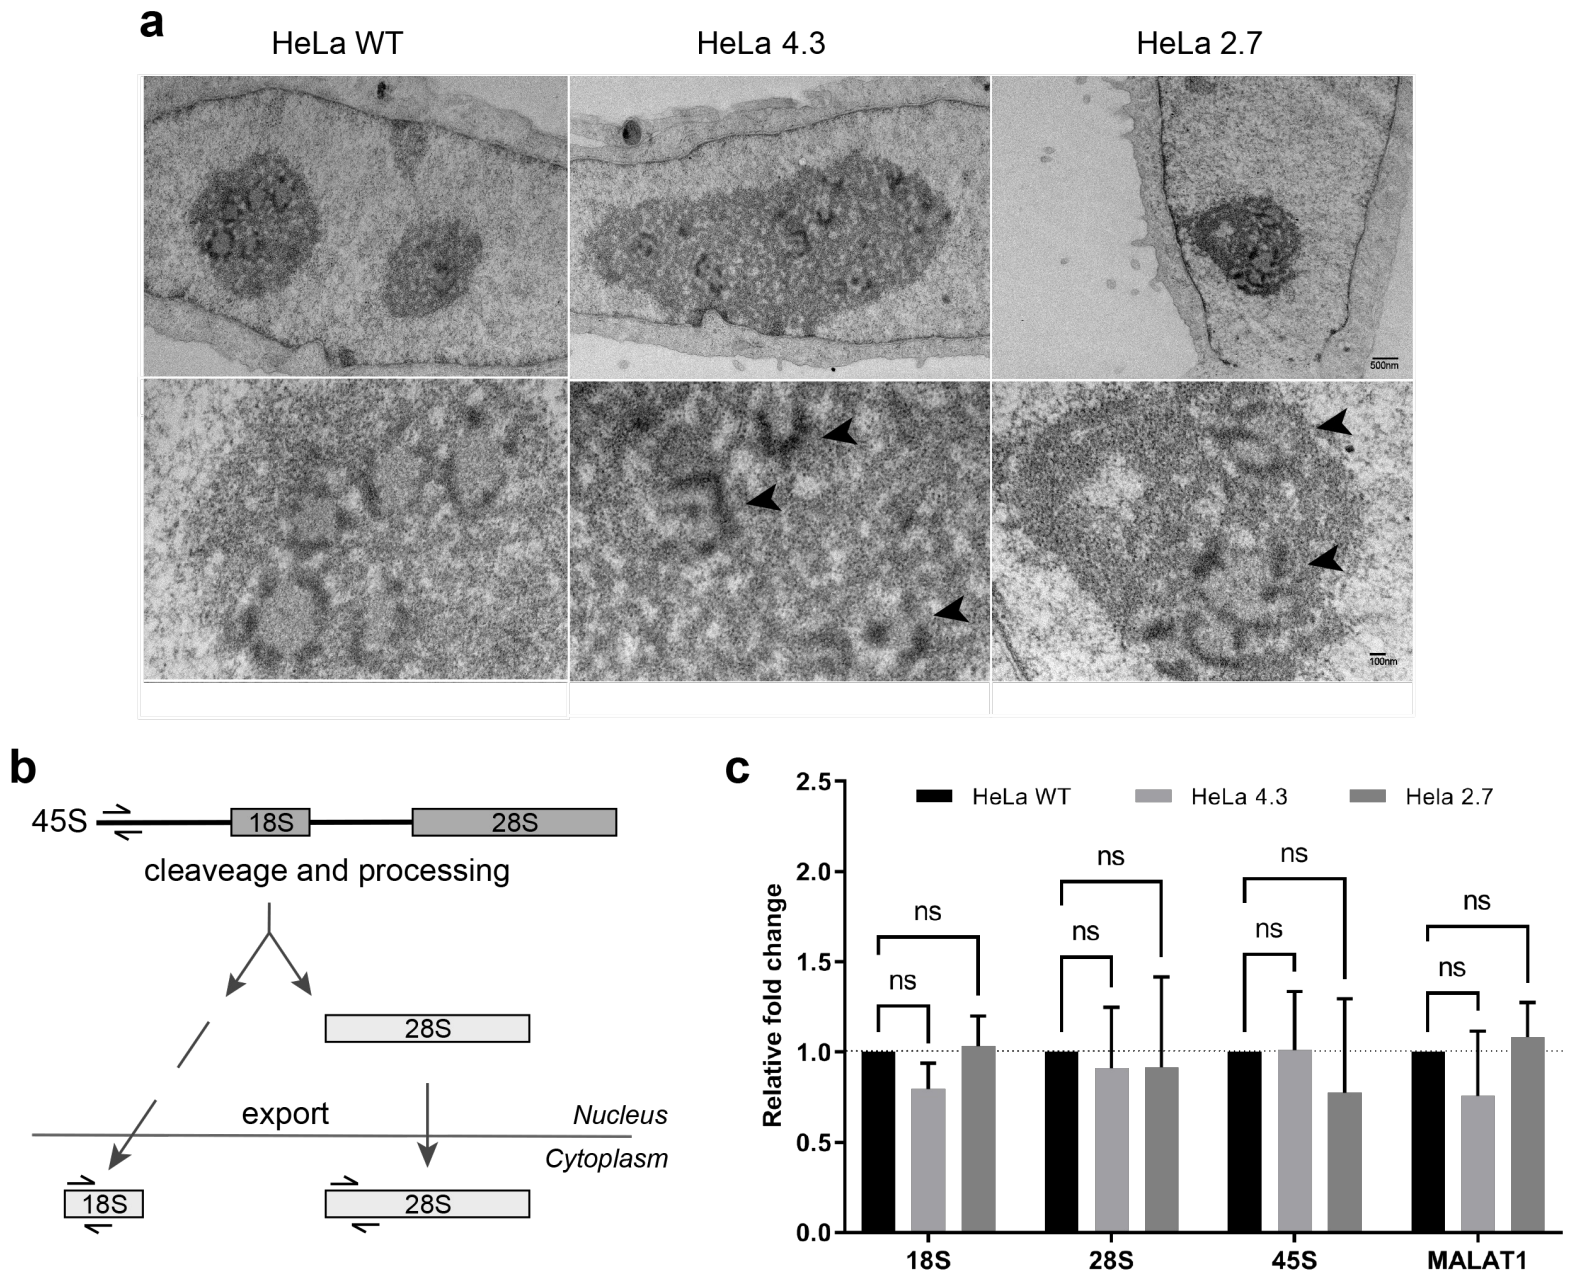 a
HeLa WT
HeLa 4.3
HeLa 2.7
500nm
100nm
b
45S
18S
28S
cleaveage and processing
28S
export
Nucleus
Cytoplasm
18S
28S
c
Relative fold change
2.5
2.0
1.5
1.0
0.5
0.0
HeLa WT
HeLa 4.3
Hela 2.7
ns
ns
ns
ns
ns
ns
ns
ns
18S
28S
45S
MALAT1